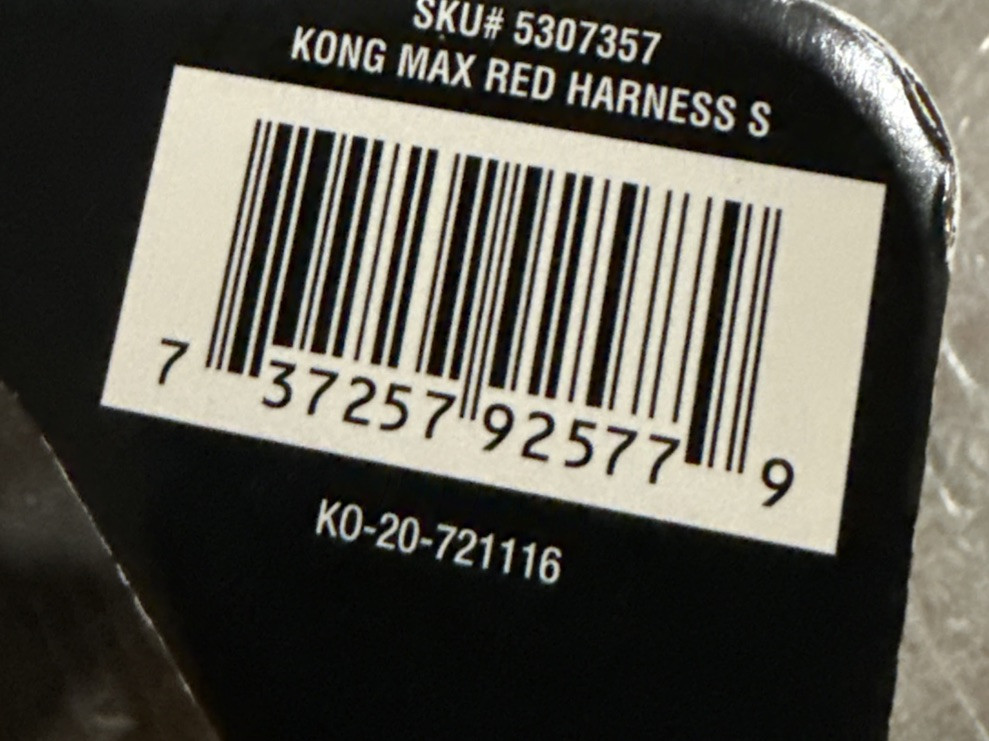 SKU# 5307357
KONG MAX RED HARNESS S
7 37257 92577 9
KO-20-721116